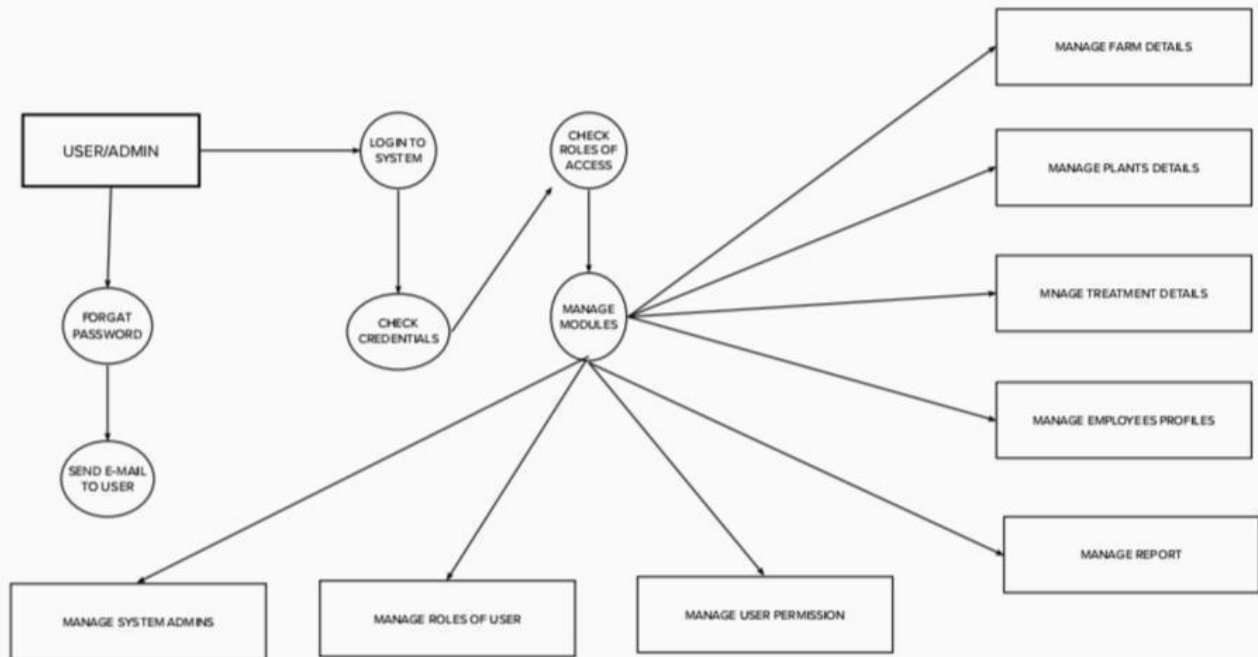 MANAGE FARM DETAILS
USER/ADMIN
LOGIN TO
SYSTEM
CHECK
ROLES OF
ACCESS
MANAGE PLANTS DETAILS
FORGAT
PASSWORD
CHECK
CREDENTIALS
MANAGE
MODULES
MNAGE TREATMENT DETAILS
MANAGE EMPLOYEES PROFILES
SEND E-MAIL
TO USER
MANAGE REPORT
MANAGE SYSTEM ADMINS
MANAGE ROLES OF USER
MANAGE USER PERMISSION